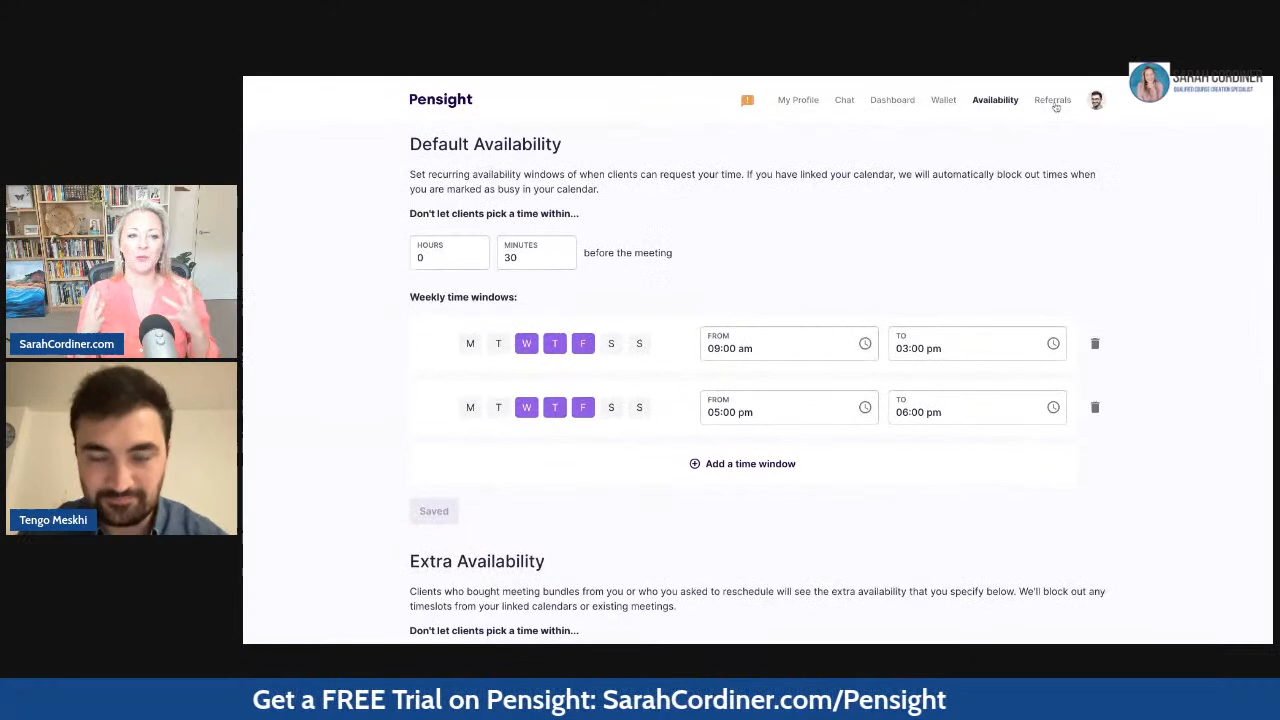 SARAH CORDINER
QUALIFIED COURSE CREATION SPECIALIST
Pensight
My Profile
Chat
Dashboard
Wallet
Availability
Referrals
Default Availability
Set recurring availability windows of when clients can request your time. If you have linked your calendar, we will automatically block out times when
you are marked as busy in your calendar.
Don't let clients pick a time within...
HOURS
0
MINUTES
30
before the meeting
Weekly time windows:
M T W T F S S
FROM
09:00 am
TO
03:00 pm
M T W T F S S
FROM
05:00 pm
TO
06:00 pm
Add a time window
Saved
Extra Availability
Clients who bought meeting bundles from you or who you asked to reschedule will see the extra availability that you specify below. We'll block out any
timeslots from your linked calendars or existing meetings.
Don't let clients pick a time within...
SarahCordiner.com
Tengo Meskhi
Get a FREE Trial on Pensight: SarahCordiner.com/Pensight